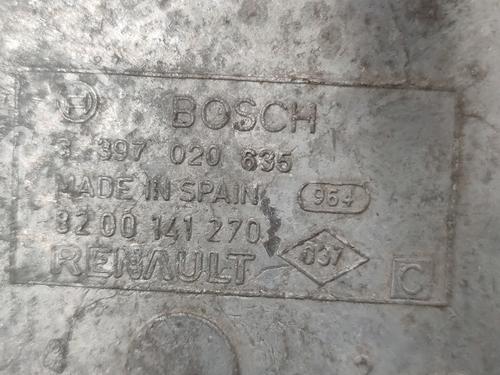 BOSCH
3 397 020 635
MADE IN SPAIN 964
8200 141 270
RENAULT 037 C